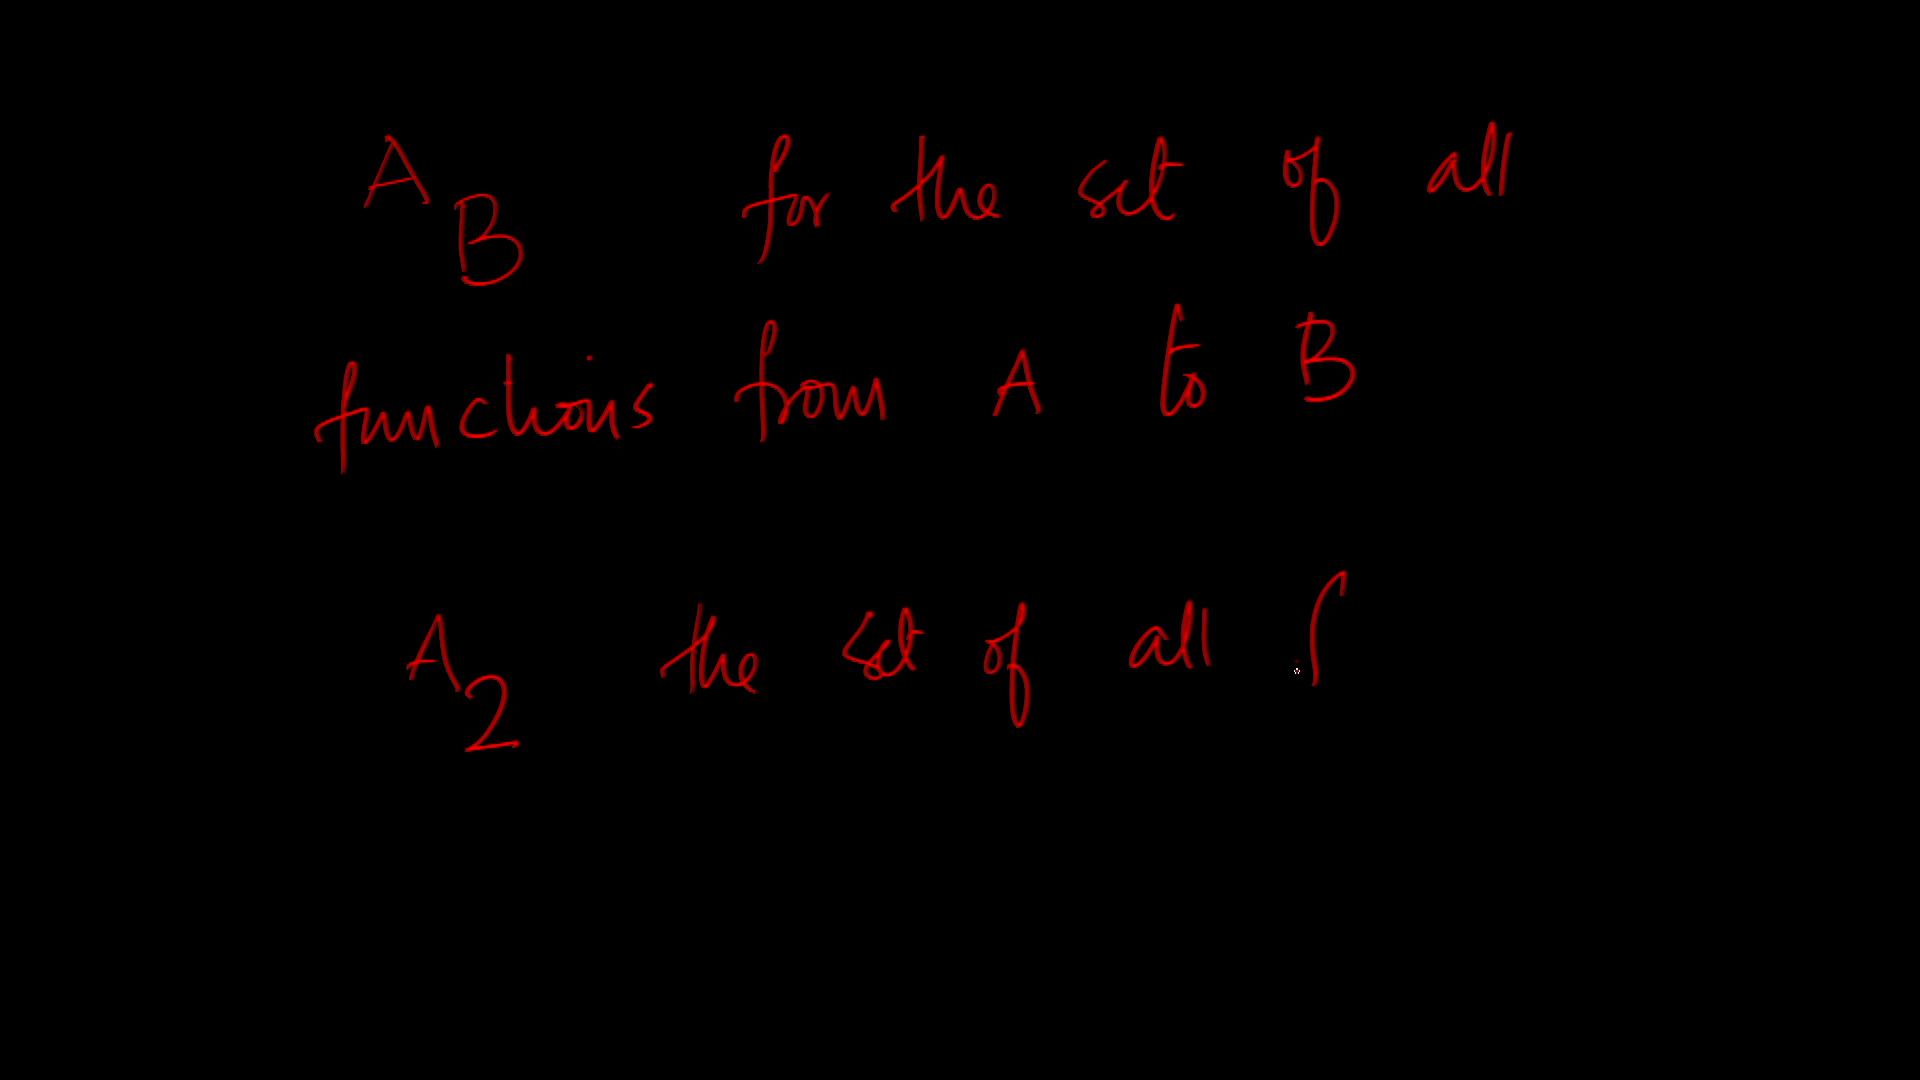 A B for the set of all
functions from A to B
A 2 the set of all f